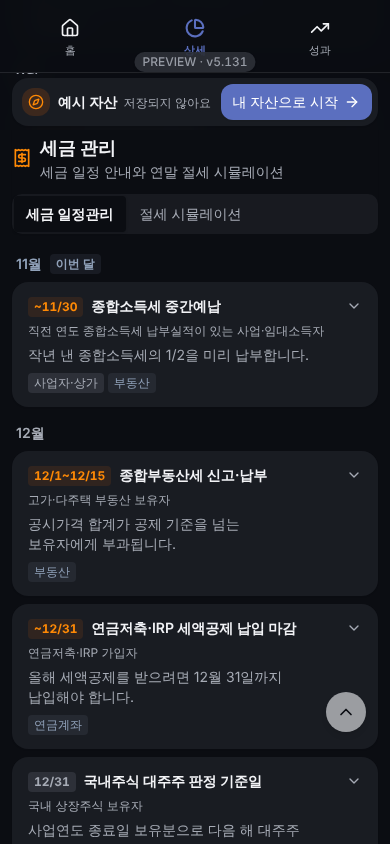 홈
상세
성과
PREVIEW · v5.131
예시 자산 저장되지 않아요
내 자산으로 시작 →
세금 관리
세금 일정 안내와 연말 절세 시뮬레이션
세금 일정관리
절세 시뮬레이션
11월 이번 달
~11/30 종합소득세 중간예납
직전 연도 종합소득세 납부실적이 있는 사업·임대소득자
작년 낸 종합소득세의 1/2을 미리 납부합니다.
사업자·상가 부동산
12월
12/1~12/15 종합부동산세 신고·납부
고가·다주택 부동산 보유자
공시가격 합계가 공제 기준을 넘는
보유자에게 부과됩니다.
부동산
~12/31 연금저축·IRP 세액공제 납입 마감
연금저축·IRP 가입자
올해 세액공제를 받으려면 12월 31일까지
납입해야 합니다.
연금계좌
12/31 국내주식 대주주 판정 기준일
국내 상장주식 보유자
사업연도 종료일 보유분으로 다음 해 대주주